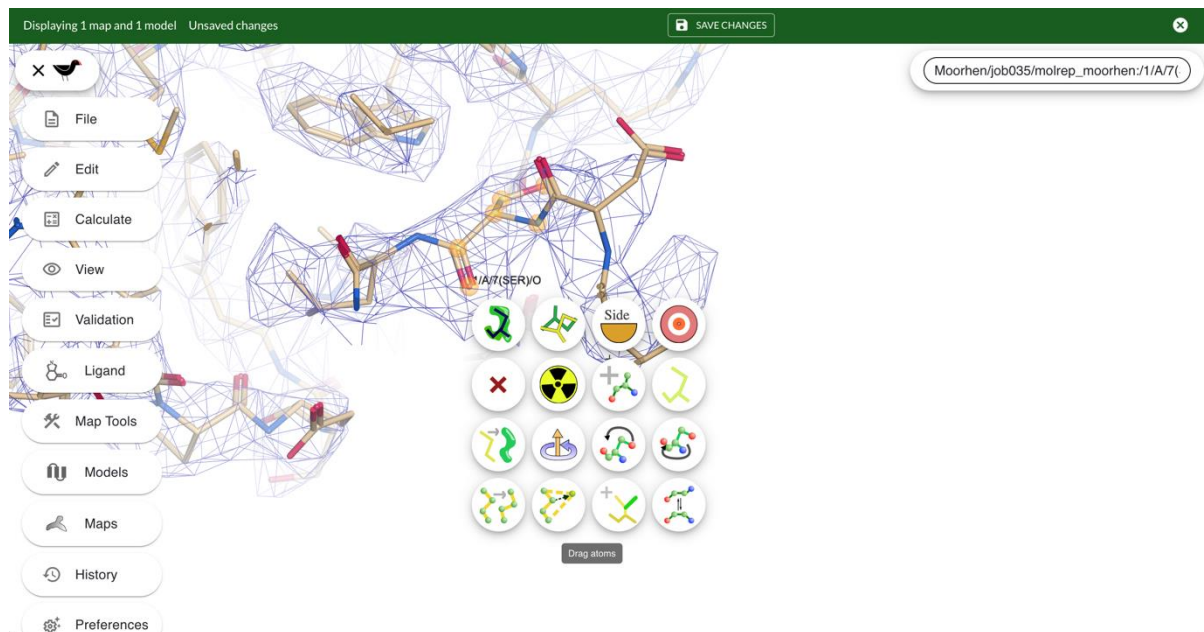 Displaying 1 map and 1 model Unsaved changes SAVE CHANGES
Moorhen/job035/molrep_moorhen:/1/A/7(
File
Edit
Calculate
View
/A/7(SER)/O
Side
Validation
Ligand
Map Tools
Models
Maps
Drag atoms
History
Preferences